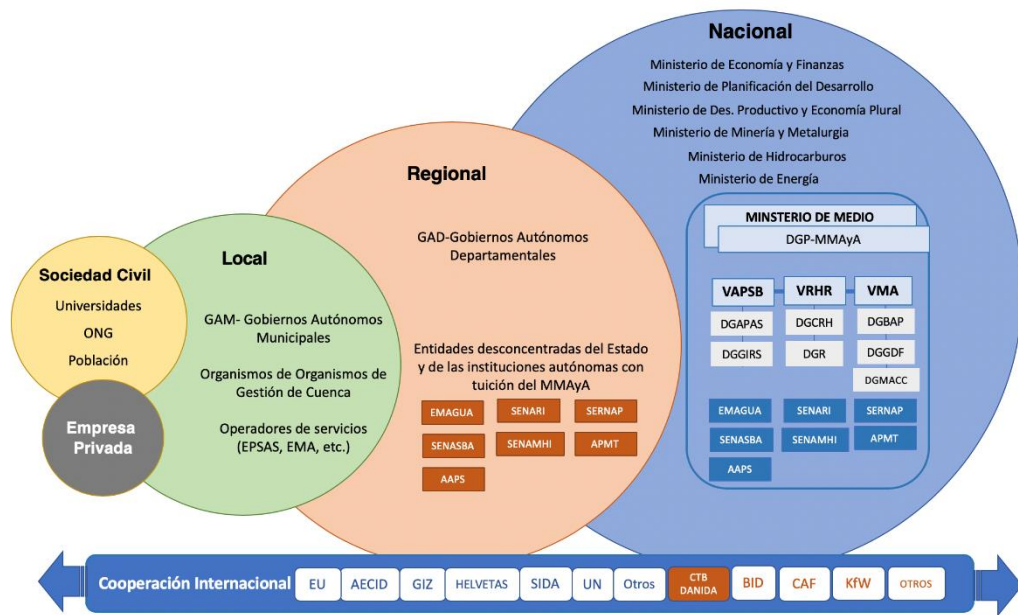 Nacional
Ministerio de Economía y Finanzas
Ministerio de Planificación del Desarrollo
Ministerio de Des. Productivo y Economía Plural
Ministerio de Minería y Metalurgia
Ministerio de Hidrocarburos
Ministerio de Energía
MINSTERIO DE MEDIO
DGP-MMAyA
VAPSB VRHR VMA
DGAPAS DGCRH DGBAP
DGGIRS DGR DGGDF
DGMACC
EMAGUA SENARI SERNAP
SENASBA SENAMHI APMT
AAPS
Regional
GAD-Gobiernos Autónomos
Departamentales
Entidades desconcentradas del Estado
y de las instituciones autónomas con
tuición del MMAyA
EMAGUA SENARI SERNAP
SENASBA SENAMHI APMT
AAPS
Local
GAM- Gobiernos Autónomos
Municipales
Organismos de Organismos de
Gestión de Cuenca
Operadores de servicios
(EPSAS, EMA, etc.)
Sociedad Civil
Universidades
ONG
Población
Empresa
Privada
Cooperación Internacional EU AECID GIZ HELVETAS SIDA UN Otros CTB
DANIDA BID CAF KfW OTROS